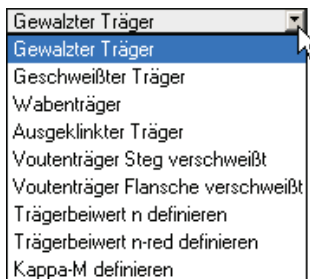 Gewalzter Träger
Gewalzter Träger
Geschweißter Träger
Wabenträger
Ausgeklinkter Träger
Voutenträger Steg verschweißt
Voutenträger Flansche verschweißt
Trägerbeiwert n definieren
Trägerbeiwert n-red definieren
Kappa-M definieren